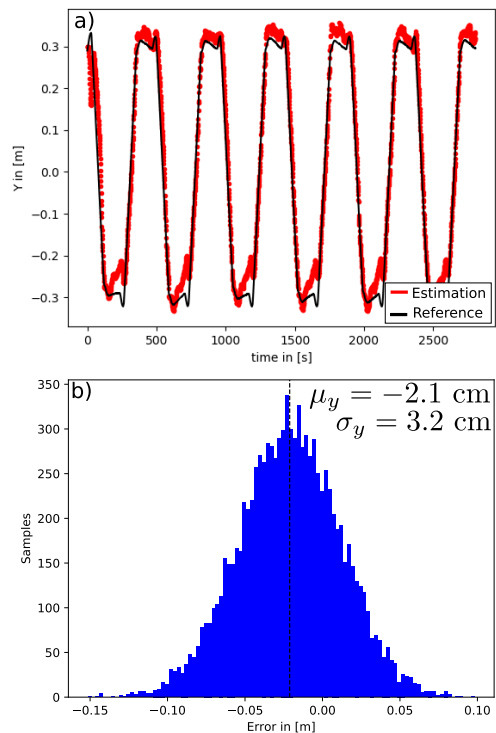 a)
0.3
0.2
0.1
0.0
−0.1
−0.2
−0.3
Y in [m]
0
500
1000
1500
2000
2500
time in [s]
Estimation
Reference
b)
μy = −2.1 cm
σy = 3.2 cm
350
300
250
200
150
100
50
0
Samples
−0.15
−0.10
−0.05
0.00
0.05
0.10
Error in [m]